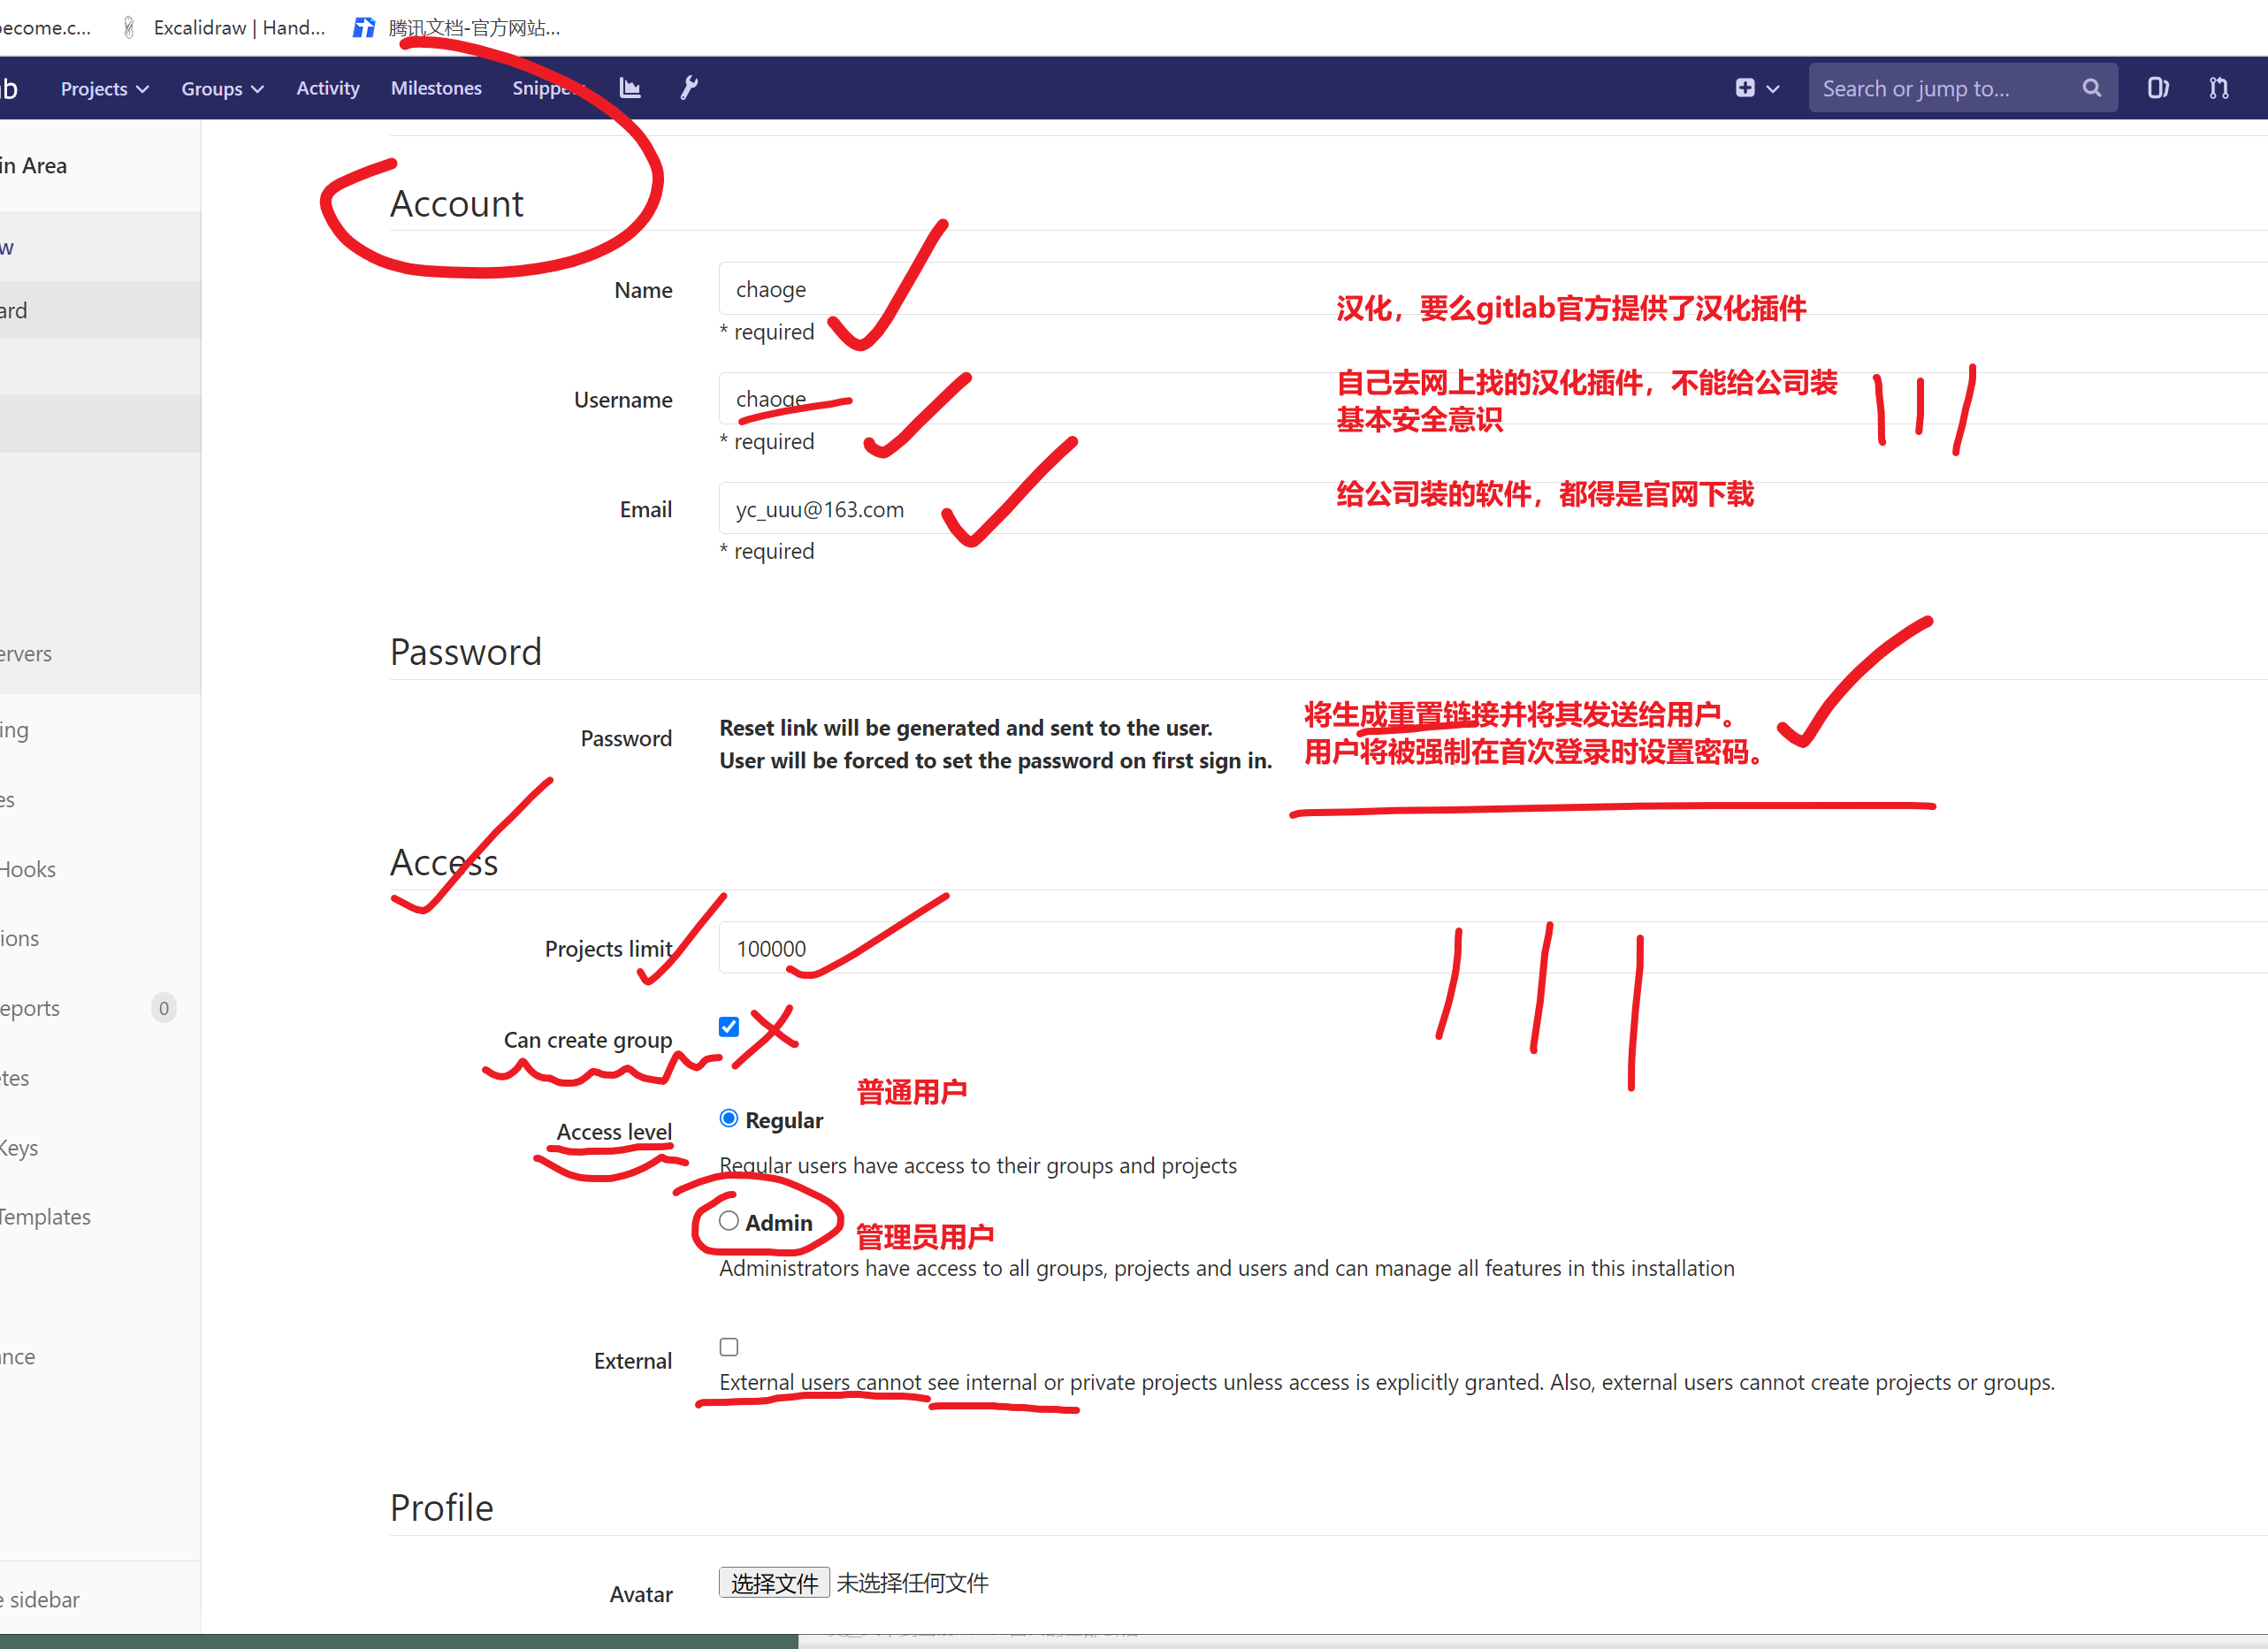 become.c...
Excalidraw | Hand...
腾讯文档-官方网站...
ab
Projects
Groups
Activity
Milestones
Snippets
Search or jump to...
in Area
w
ard
ervers
ing
es
Hooks
ions
eports
0
etes
Keys
Templates
ance
e sidebar
Account
Name
chaoge
* required
汉化，要么gitlab官方提供了汉化插件
Username
chaoge
* required
自己去网上找的汉化插件，不能给公司装
基本安全意识
Email
yc_uuu@163.com
* required
给公司装的软件，都得是官网下载
Password
Password
Reset link will be generated and sent to the user.
User will be forced to set the password on first sign in.
将生成重置链接并将其发送给用户。
用户将被强制在首次登录时设置密码。
Access
Projects limit
100000
Can create group
Access level
Regular
普通用户
Regular users have access to their groups and projects
Admin
管理员用户
Administrators have access to all groups, projects and users and can manage all features in this installation
External
External users cannot see internal or private projects unless access is explicitly granted. Also, external users cannot create projects or groups.
Profile
Avatar
选择文件 未选择任何文件